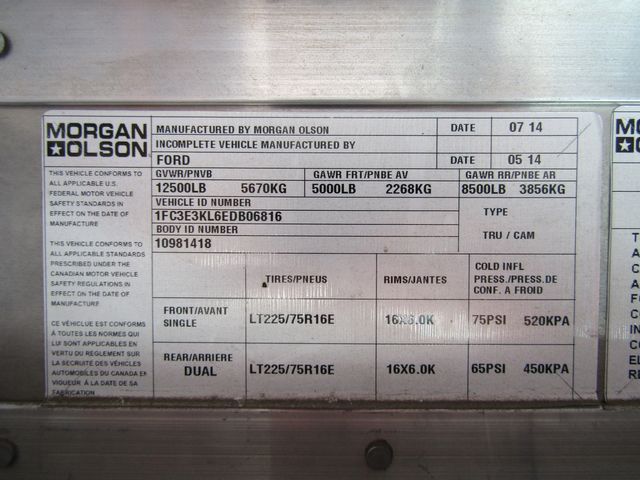 MORGAN
OLSON
MANUFACTURED BY MORGAN OLSON DATE 07 14
INCOMPLETE VEHICLE MANUFACTURED BY
FORD DATE 05 14
GVWR/PNVB GAWR FRT/PNBE AV GAWR RR/PNBE AR
12500LB 5670KG 5000LB 2268KG 8500LB 3856KG
VEHICLE ID NUMBER
1FC3E3KL6EDB06816
TYPE
BODY ID NUMBER
TRU / CAM
10981418
THIS VEHICLE CONFORMS TO
ALL APPLICABLE U.S.
FEDERAL MOTOR VEHICLE
SAFETY STANDARDS IN
EFFECT ON THE DATE OF
MANUFACTURE
THIS VEHICLE CONFORMS TO
ALL APPLICABLE STANDARDS
PRESCRIBED UNDER THE
CANADIAN MOTOR VEHICLE
SAFETY REGULATIONS IN
EFFECT ON THE DATE OF
MANUFACTURE.
CE VÉHICLUE EST CONFORME
À TOUTES LES NORMES QUI
LUI SONT APPLICABLES EN
VERTU DU REGLEMENT SUR
LA SECRUITE DES VÉHICLES
AUTOMOBILES DU CANADA EN
VIGUEUR À LA DATE DE SA
FABRICATION
TIRES/PNEUS RIMS/JANTES
COLD INFL
PRESS./PRESS.DE
CONF. A FROID
FRONT/AVANT
SINGLE
LT225/75R16E 16X6.0K 75PSI 520KPA
REAR/ARRIERE
DUAL
LT225/75R16E 16X6.0K 65PSI 450KPA